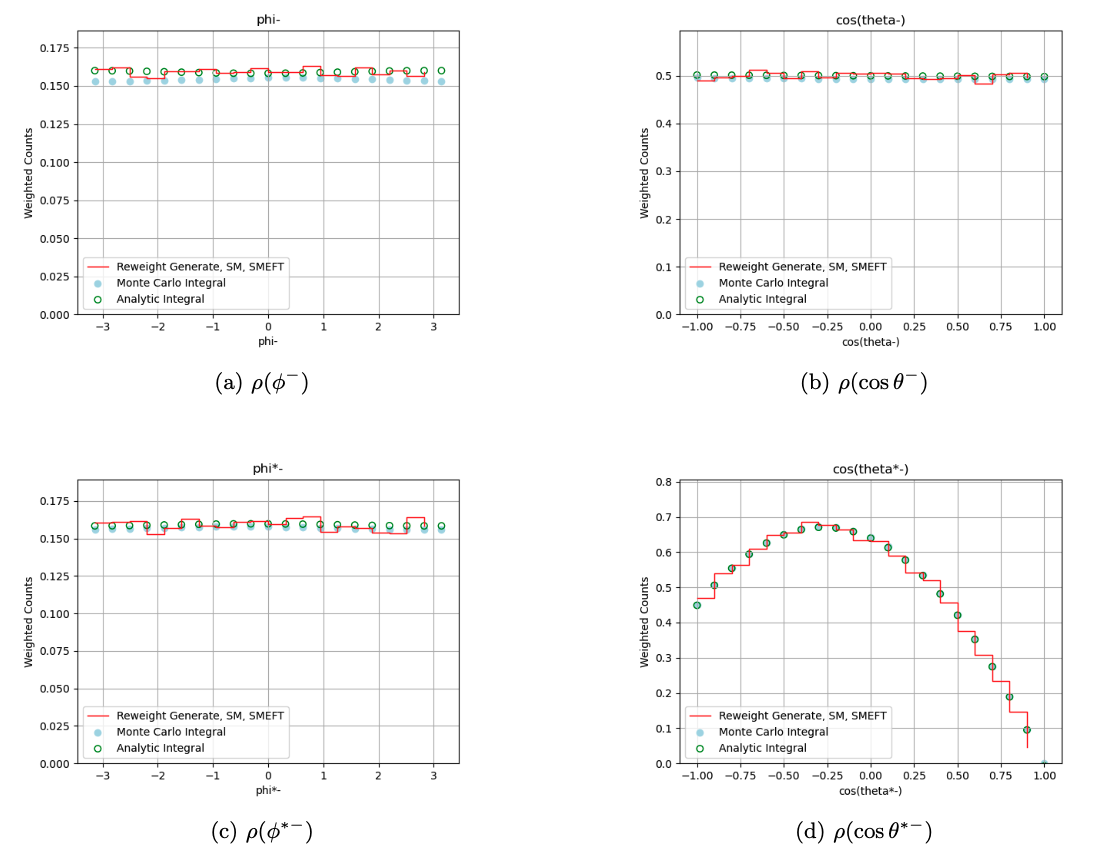 phi-
0.175
0.150
0.125
0.100
0.075
0.050
0.025
0.000
Weighted Counts
Reweight Generate, SM, SMEFT
Monte Carlo Integral
Analytic Integral
−3 −2 −1 0 1 2 3
phi-
(a) ρ(ϕ⁻)
cos(theta-)
0.5
0.4
0.3
0.2
0.1
0.0
Weighted Counts
Reweight Generate, SM, SMEFT
Monte Carlo Integral
Analytic Integral
−1.00 −0.75 −0.50 −0.25 0.00 0.25 0.50 0.75 1.00
cos(theta-)
(b) ρ(cos θ⁻)
phi*-
0.175
0.150
0.125
0.100
0.075
0.050
0.025
0.000
Weighted Counts
Reweight Generate, SM, SMEFT
Monte Carlo Integral
Analytic Integral
−3 −2 −1 0 1 2 3
phi*-
(c) ρ(ϕ*⁻)
cos(theta*-)
0.8
0.7
0.6
0.5
0.4
0.3
0.2
0.1
0.0
Weighted Counts
Reweight Generate, SM, SMEFT
Monte Carlo Integral
Analytic Integral
−1.00 −0.75 −0.50 −0.25 0.00 0.25 0.50 0.75 1.00
cos(theta*-)
(d) ρ(cos θ*⁻)